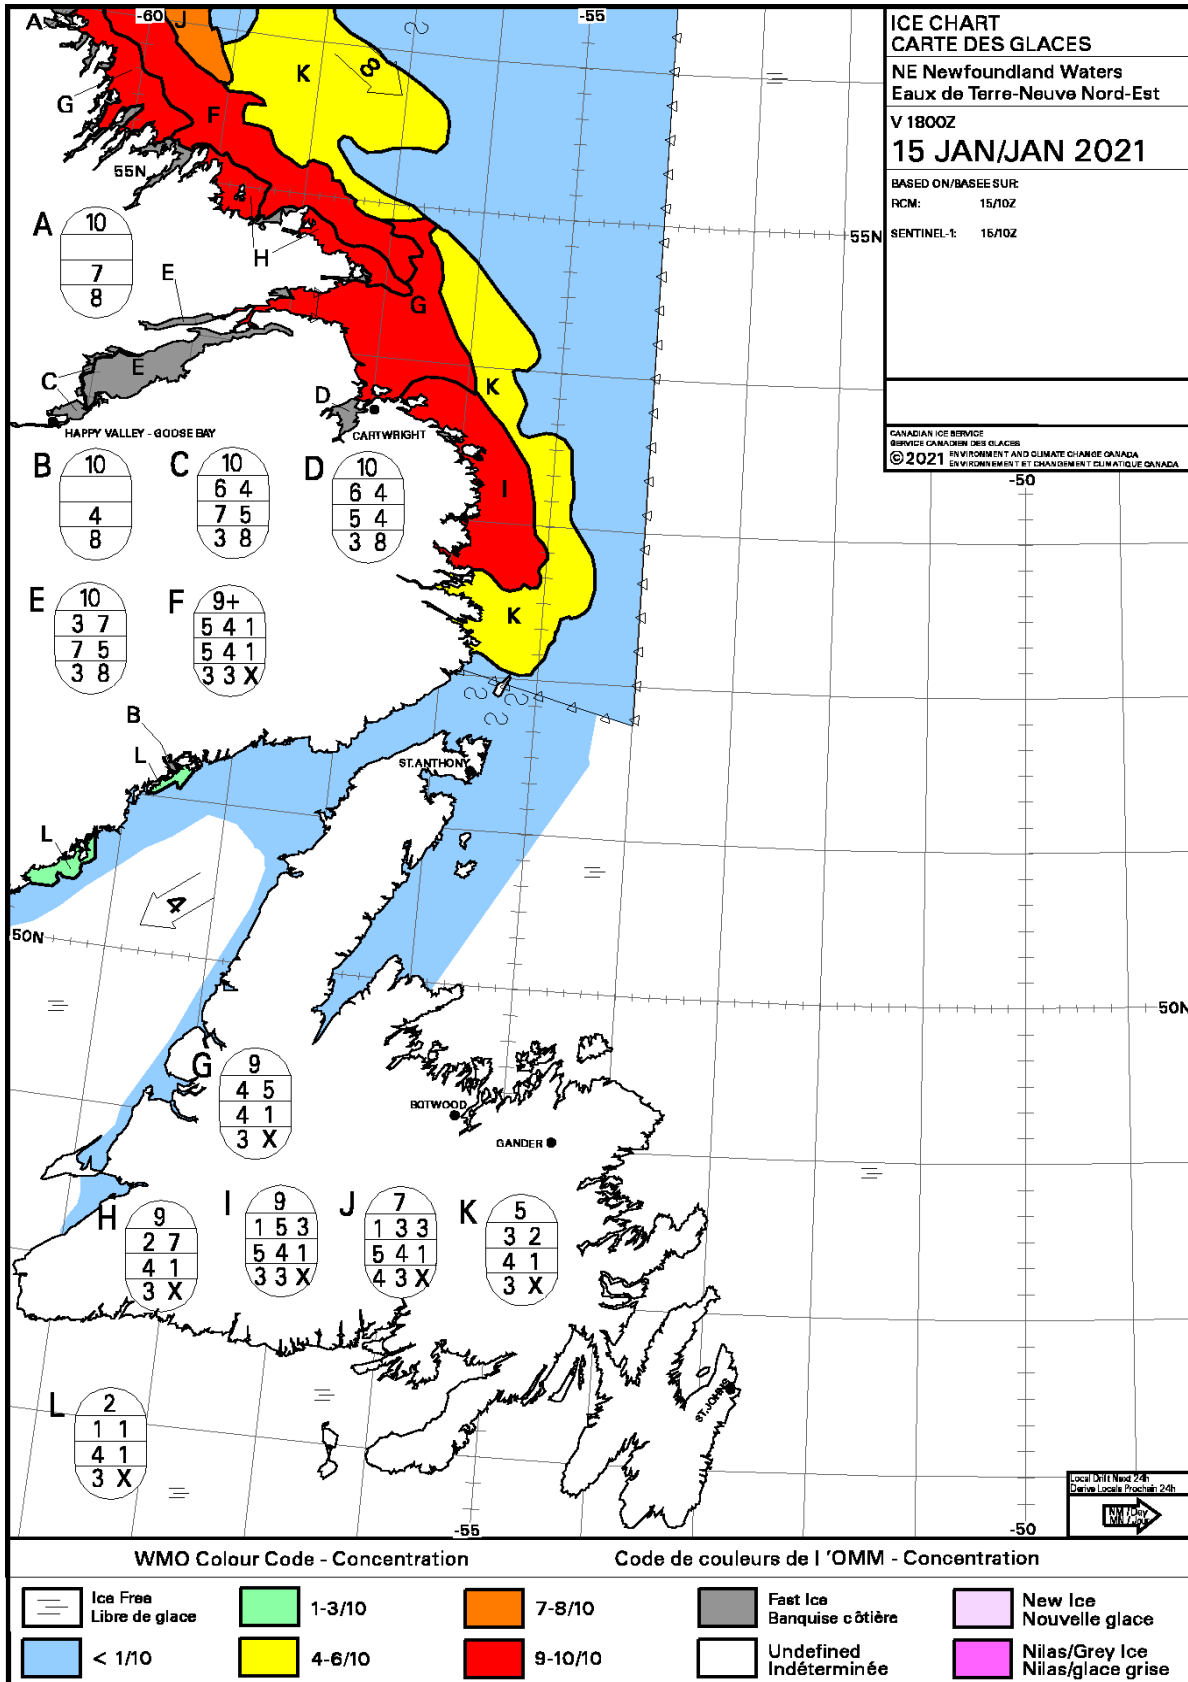 ICE CHART
CARTE DES GLACES
NE Newfoundland Waters
Eaux de Terre-Neuve Nord-Est
V 1800Z
15 JAN/JAN 2021
BASED ON/BASEE SUR:
RCM: 15/10Z
SENTINEL-1: 15/10Z
CANADIAN ICE SERVICE
SERVICE CANADIEN DES GLACES
©2021 ENVIRONMENT AND CLIMATE CHANGE CANADA
ENVIRONNEMENT ET CHANGEMENT CLIMATIQUE CANADA
A
-60
J
-55
K
8
G
F
55N
A
H
55N
A
10
7
8
E
G
E
C
K
D
HAPPY VALLEY - GOOSE BAY
CARTWRIGHT
-50
B
10
4
8
C
10
6 4
7 5
3 8
D
10
6 4
5 4
3 8
I
E
10
3 7
7 5
3 8
F
9+
5 4 1
5 4 1
3 3 X
K
B
L
ST.ANTHONY
L
4
50N
50N
G
9
4 5
4 1
3 X
BOTWOOD
GANDER
H
9
2 7
4 1
3 X
I
9
1 5 3
5 4 1
3 3 X
J
7
1 3 3
5 4 1
4 3 X
K
5
3 2
4 1
3 X
L
2
1 1
4 1
3 X
ST.JOHNS
-55
-50
Local Drift Next 24h
Derive Locale Prochain 24h
NM/Day
MN/Jour
WMO Colour Code - Concentration
Code de couleurs de l 'OMM - Concentration
Ice Free
Libre de glace
1-3/10
7-8/10
Fast Ice
Banquise côtière
New Ice
Nouvelle glace
< 1/10
4-6/10
9-10/10
Undefined
Indéterminée
Nilas/Grey Ice
Nilas/glace grise